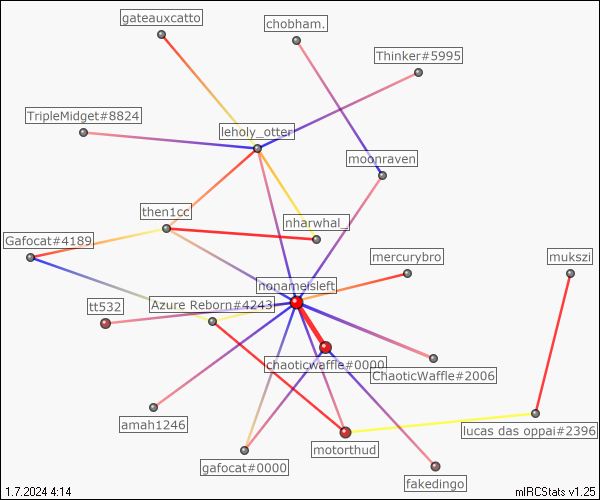 gateauxcatto
chobham.
Thinker#5995
TripleMidget#8824
leholy_otter
moonraven
then1cc
nharwhal_
Gafocat#4189
mercurybro
mukszi
nonameisleft
tt532
Azure Reborn#4243
chaoticwaffle#0000
ChaoticWaffle#2006
amah1246
motorthud
lucas das oppai#2396
gafocat#0000
fakedingo
1.7.2024 4:14
mIRCStats v1.25